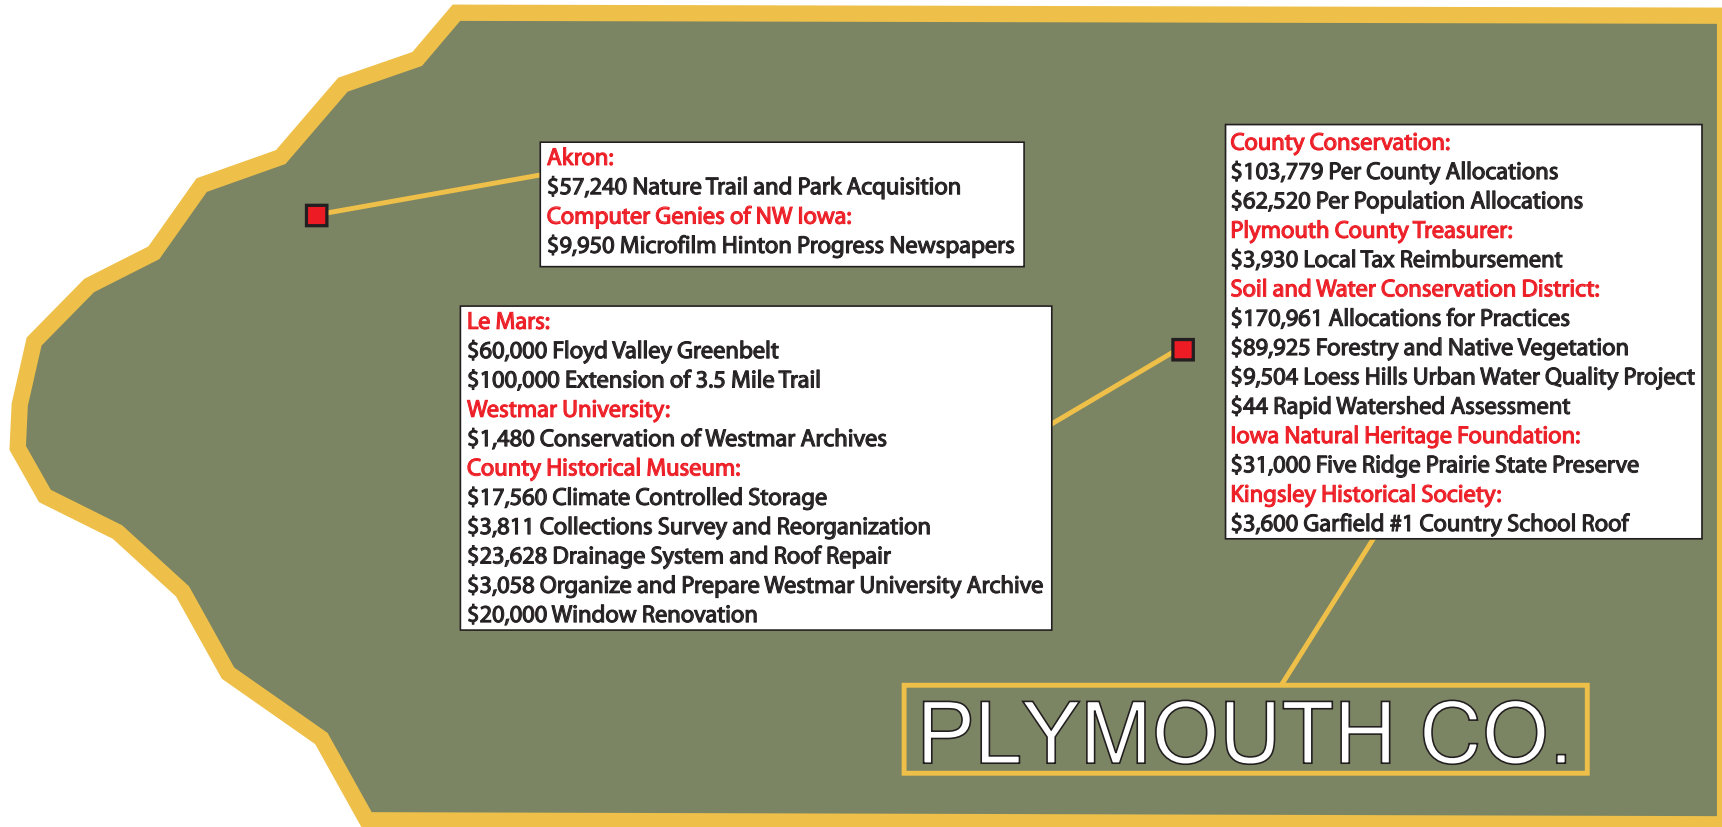 Akron:
$57,240 Nature Trail and Park Acquisition
Computer Genies of NW Iowa:
$9,950 Microfilm Hinton Progress Newspapers
Le Mars:
$60,000 Floyd Valley Greenbelt
$100,000 Extension of 3.5 Mile Trail
Westmar University:
$1,480 Conservation of Westmar Archives
County Historical Museum:
$17,560 Climate Controlled Storage
$3,811 Collections Survey and Reorganization
$23,628 Drainage System and Roof Repair
$3,058 Organize and Prepare Westmar University Archive
$20,000 Window Renovation
County Conservation:
$103,779 Per County Allocations
$62,520 Per Population Allocations
Plymouth County Treasurer:
$3,930 Local Tax Reimbursement
Soil and Water Conservation District:
$170,961 Allocations for Practices
$89,925 Forestry and Native Vegetation
$9,504 Loess Hills Urban Water Quality Project
$44 Rapid Watershed Assessment
Iowa Natural Heritage Foundation:
$31,000 Five Ridge Prairie State Preserve
Kingsley Historical Society:
$3,600 Garfield #1 Country School Roof
PLYMOUTH CO.